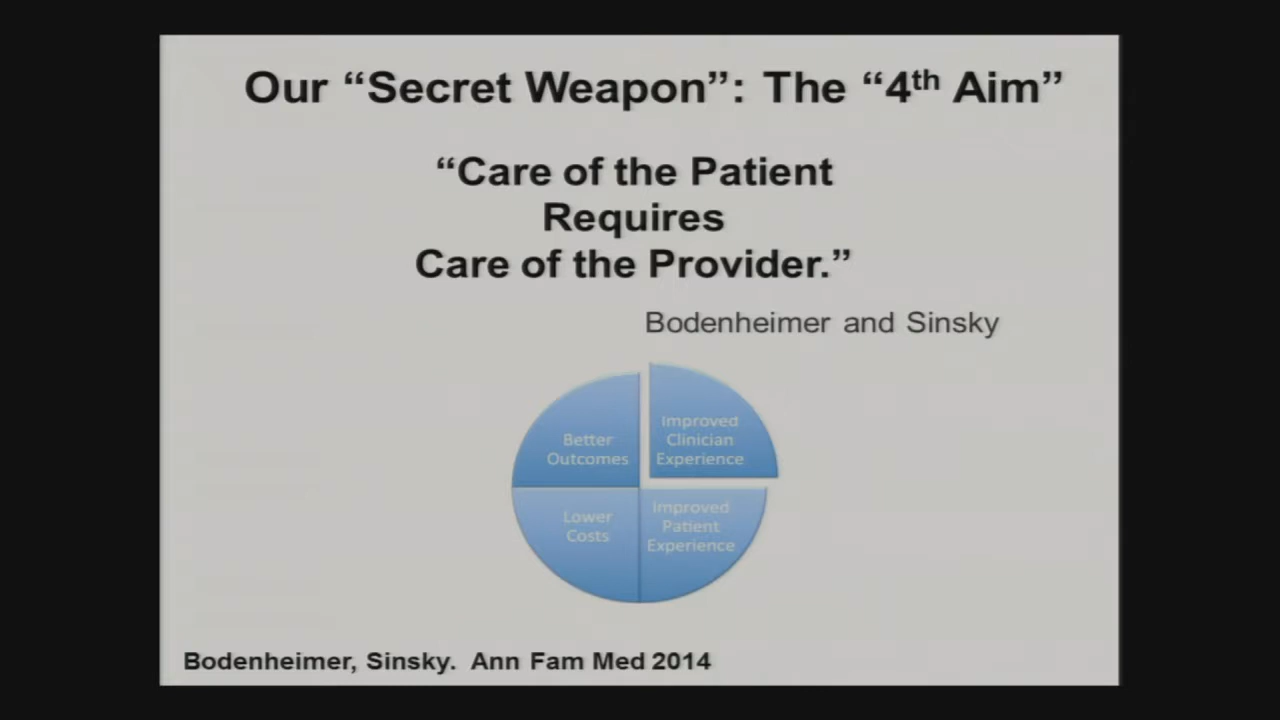 Our “Secret Weapon”: The “4th Aim”
“Care of the Patient
Requires
Care of the Provider.”
Bodenheimer and Sinsky
Better
Outcomes
Improved
Clinician
Experience
Lower
Costs
Improved
Patient
Experience
Bodenheimer, Sinsky. Ann Fam Med 2014